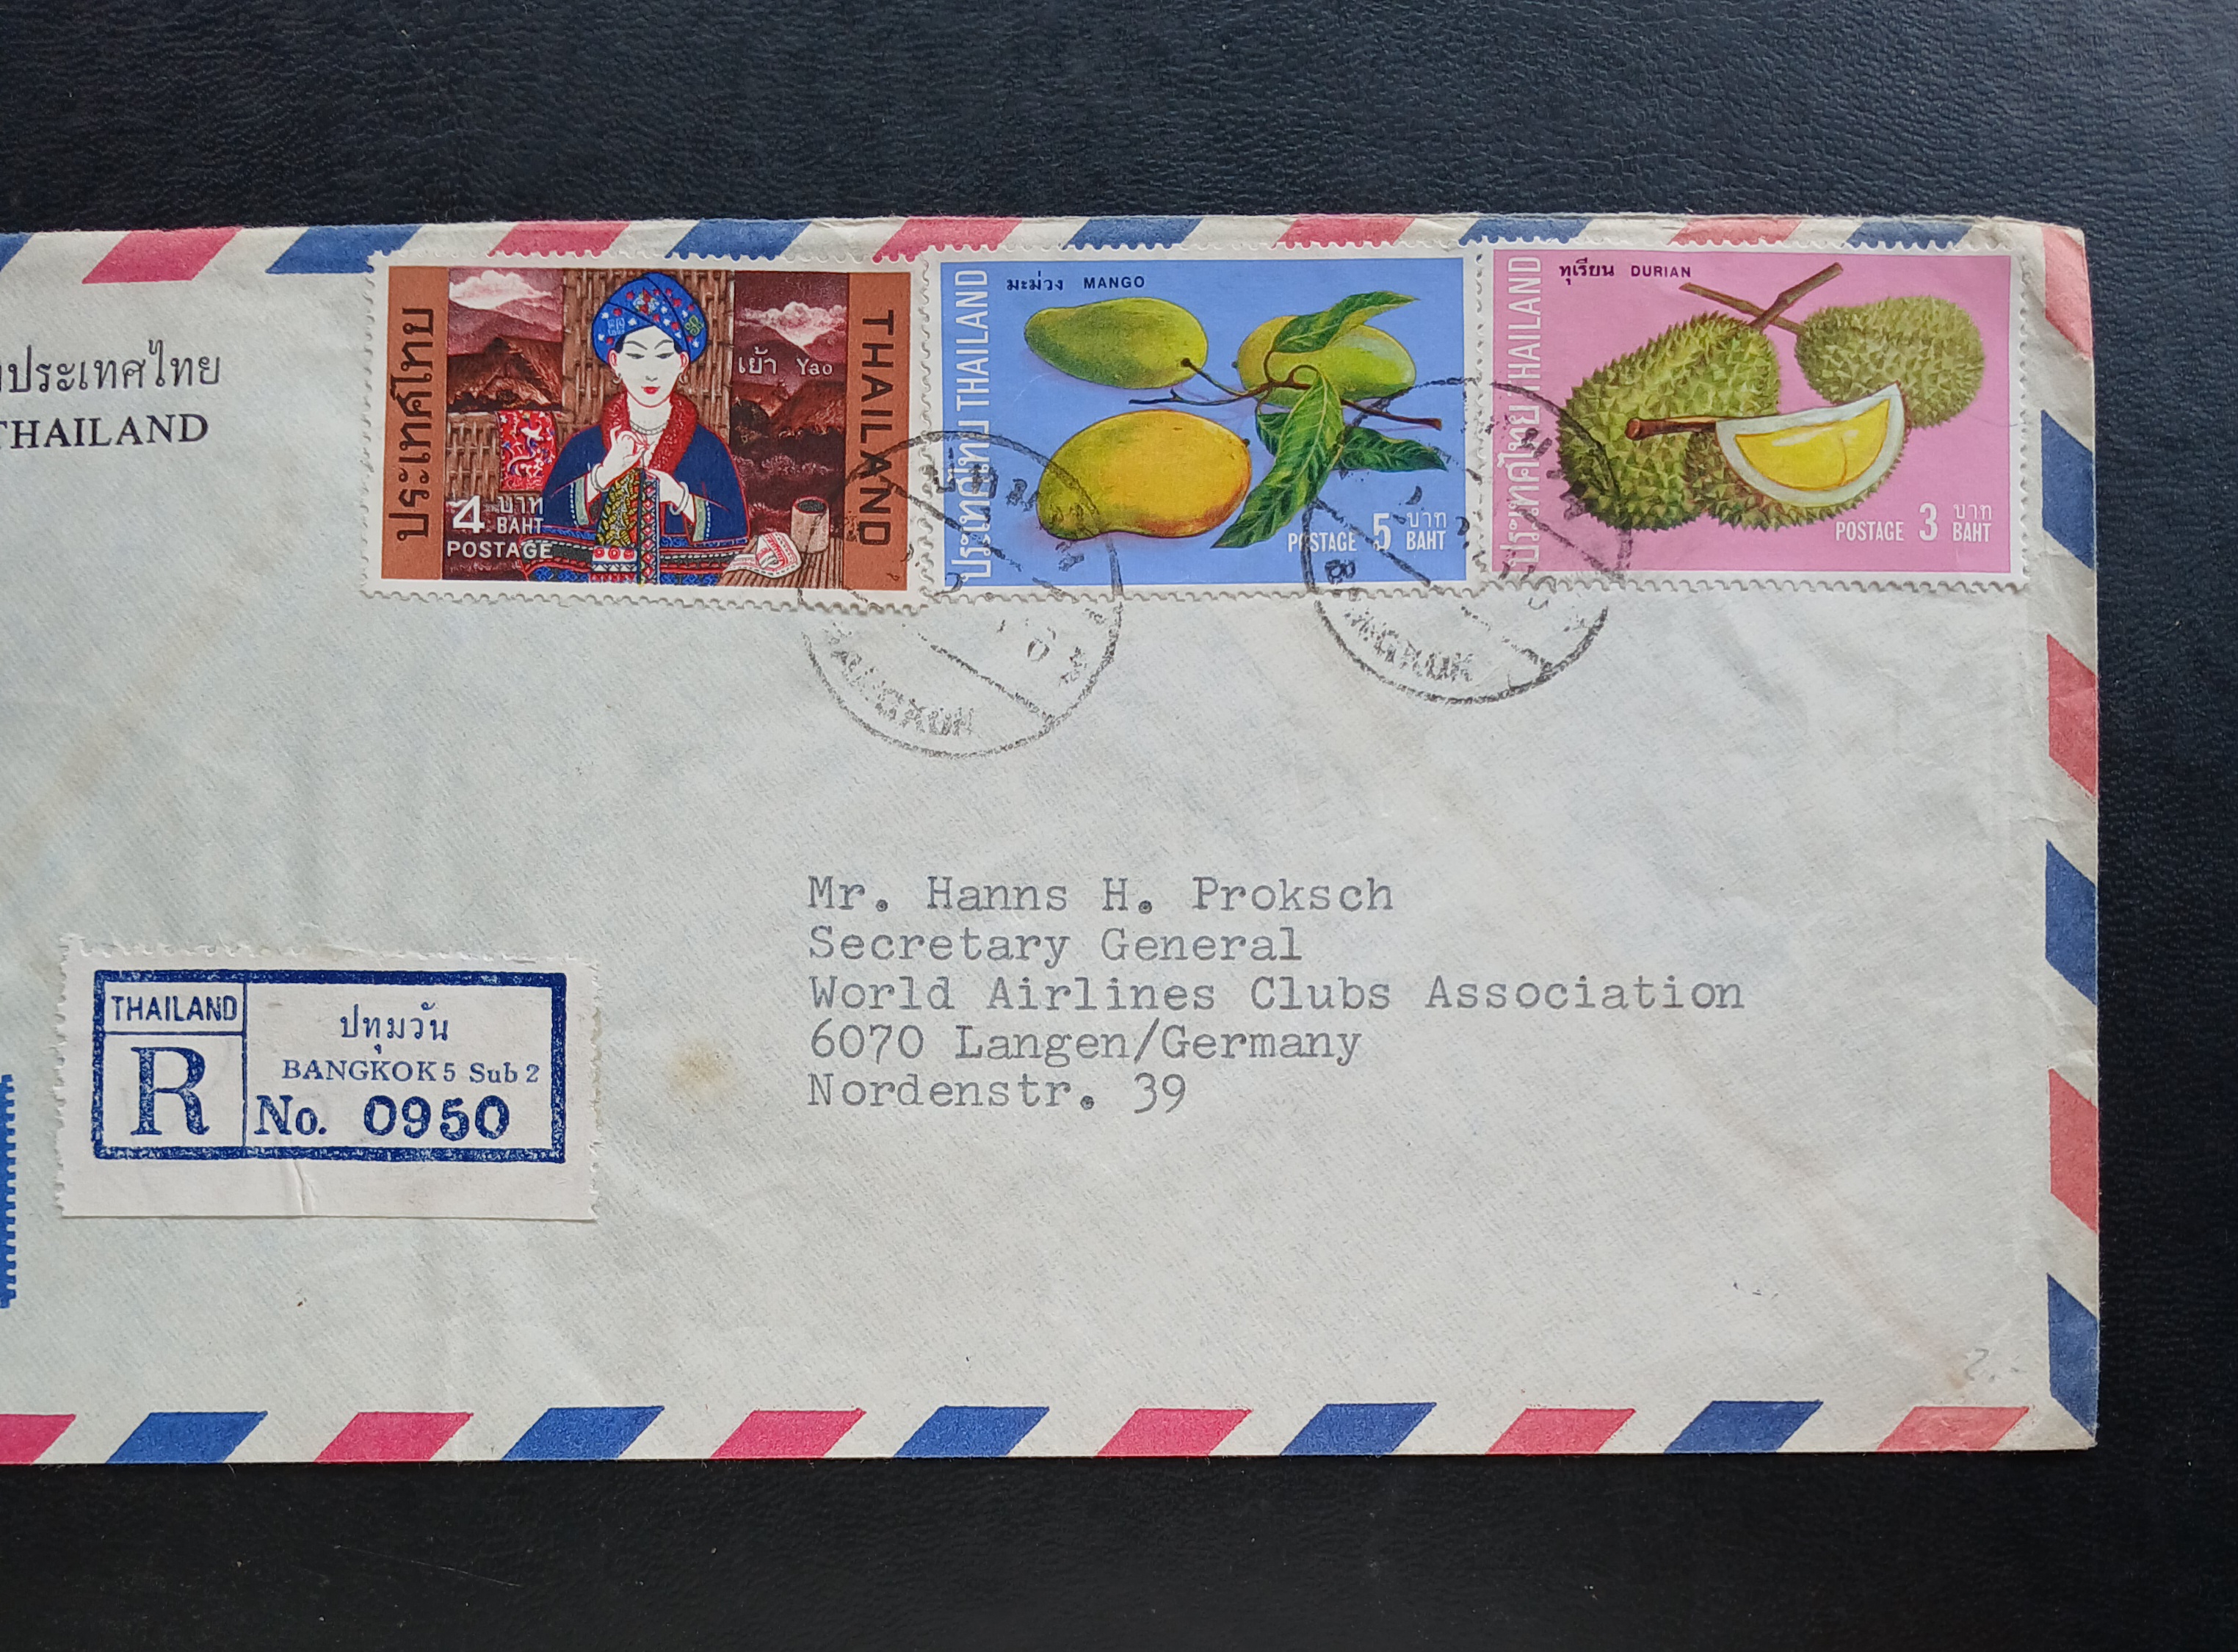 ประเทศไทย
THAILAND
ประเทศไทย
เย้า Yao
THAILAND
4 บาท
BAHT
POSTAGE
ประเทศไทย THAILAND
มะม่วง MANGO
POSTAGE 5 บาท
BAHT
ประเทศไทย THAILAND
ทุเรียน DURIAN
POSTAGE 3 บาท
BAHT
BANGKOK
BANGKOK
Mr. Hanns H. Proksch
Secretary General
World Airlines Clubs Association
6070 Langen/Germany
Nordenstr. 39
THAILAND
R
ปทุมวัน
BANGKOK 5 Sub 2
No. 0950